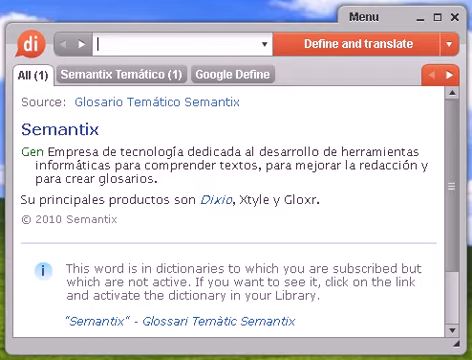 Menu
di
Define and translate
All (1)
Semantix Temático (1)
Google Define
Source: Glosario Temático Semantix
Semantix
Gen Empresa de tecnología dedicada al desarrollo de herramientas
informáticas para comprender textos, para mejorar la redacción y
para crear glosarios.
Su principales productos son Dixio, Xtyle y Gloxr.
© 2010 Semantix
i
This word is in dictionaries to which you are subscribed but
which are not active. If you want to see it, click on the link
and activate the dictionary in your Library.
"Semantix" - Glossari Temàtic Semantix